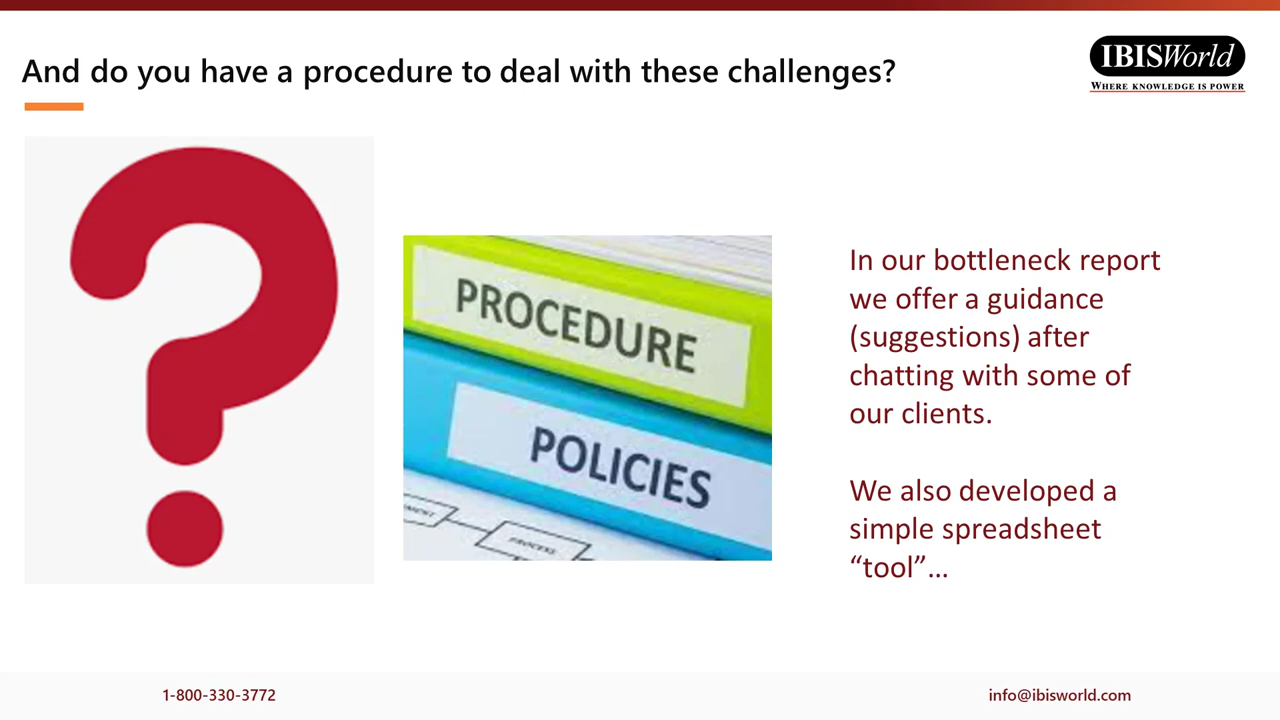 And do you have a procedure to deal with these challenges?
IBISWorld
WHERE KNOWLEDGE IS POWER
PROCEDURE
POLICIES
PROCESS
In our bottleneck report
we offer a guidance
(suggestions) after
chatting with some of
our clients.
We also developed a
simple spreadsheet
“tool”...
1-800-330-3772
info@ibisworld.com